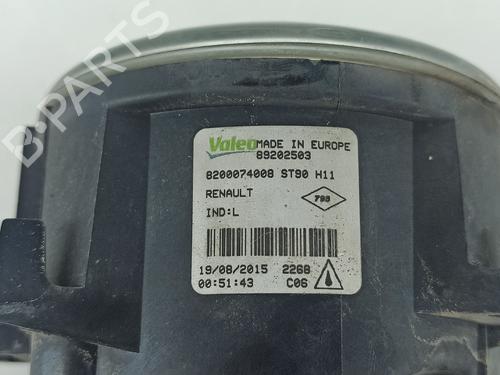 Valeo MADE IN EUROPE
89202503
8200074008 ST90 H11
RENAULT
798
IND:L
19/08/2015 2268
00:51:43 C06
B-PARTS